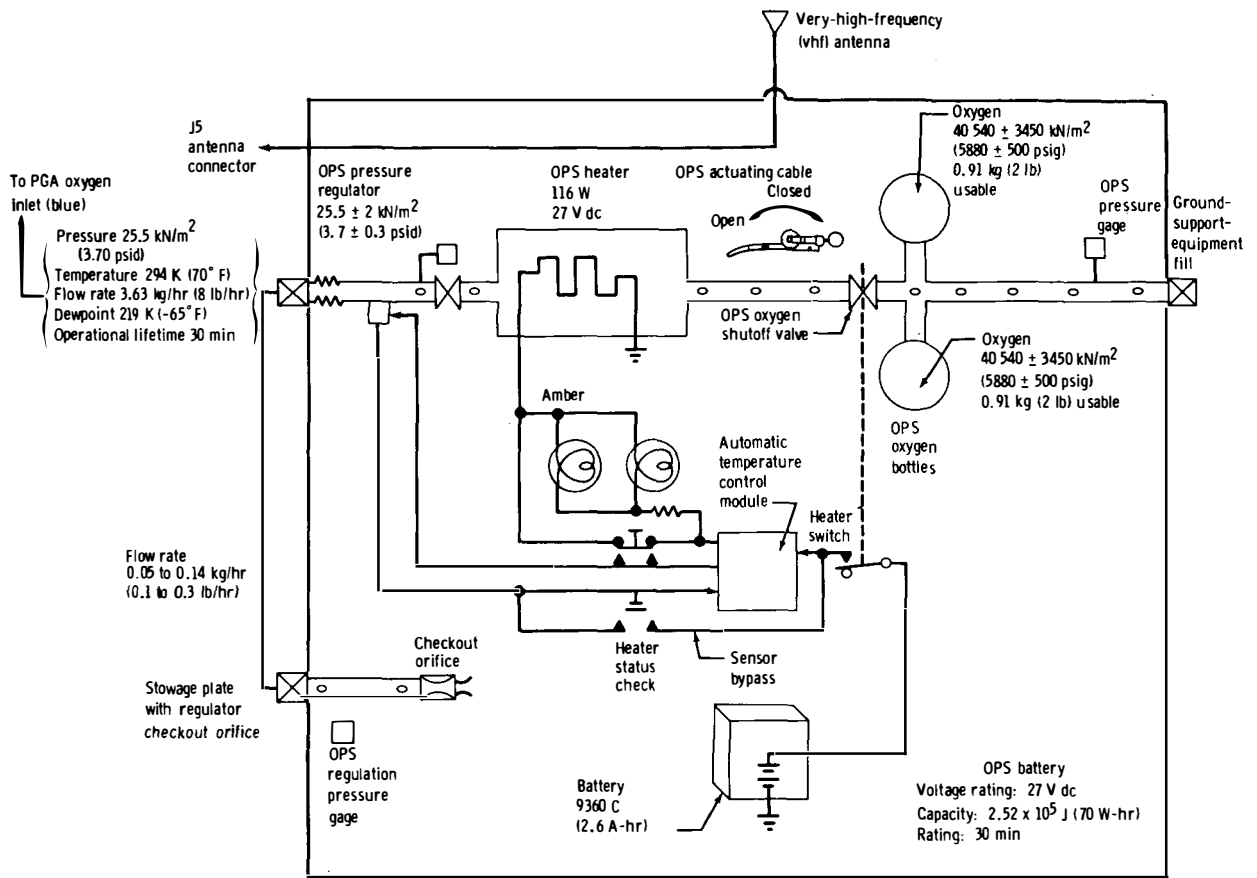 Very-high-frequency
(vhf) antenna
J5
antenna
connector
To PGA oxygen
inlet (blue)
Pressure 25.5 kN/m²
(3.70 psid)
Temperature 294 K (70° F)
Flow rate 3.63 kg/hr (8 lb/hr)
Dewpoint 219 K (-65° F)
Operational lifetime 30 min
OPS pressure
regulator
25.5 ± 2 kN/m²
(3.7 ± 0.3 psid)
OPS heater
116 W
27 V dc
OPS actuating cable
Closed
Open
Oxygen
40 540 ± 3450 kN/m²
(5880 ± 500 psig)
0.91 kg (2 lb)
usable
OPS
pressure
gage
Ground-
support-
equipment
fill
OPS oxygen
shutoff valve
Oxygen
40 540 ± 3450 kN/m²
(5880 ± 500 psig)
0.91 kg (2 lb) usable
OPS
oxygen
bottles
Amber
Automatic
temperature
control
module
Heater
switch
Flow rate
0.05 to 0.14 kg/hr
(0.1 to 0.3 lb/hr)
Heater
status
check
Sensor
bypass
Checkout
orifice
Stowage plate
with regulator
checkout orifice
OPS
regulation
pressure
gage
Battery
9360 C
(2.6 A-hr)
OPS battery
Voltage rating: 27 V dc
Capacity: 2.52 x 10⁵ J (70 W-hr)
Rating: 30 min